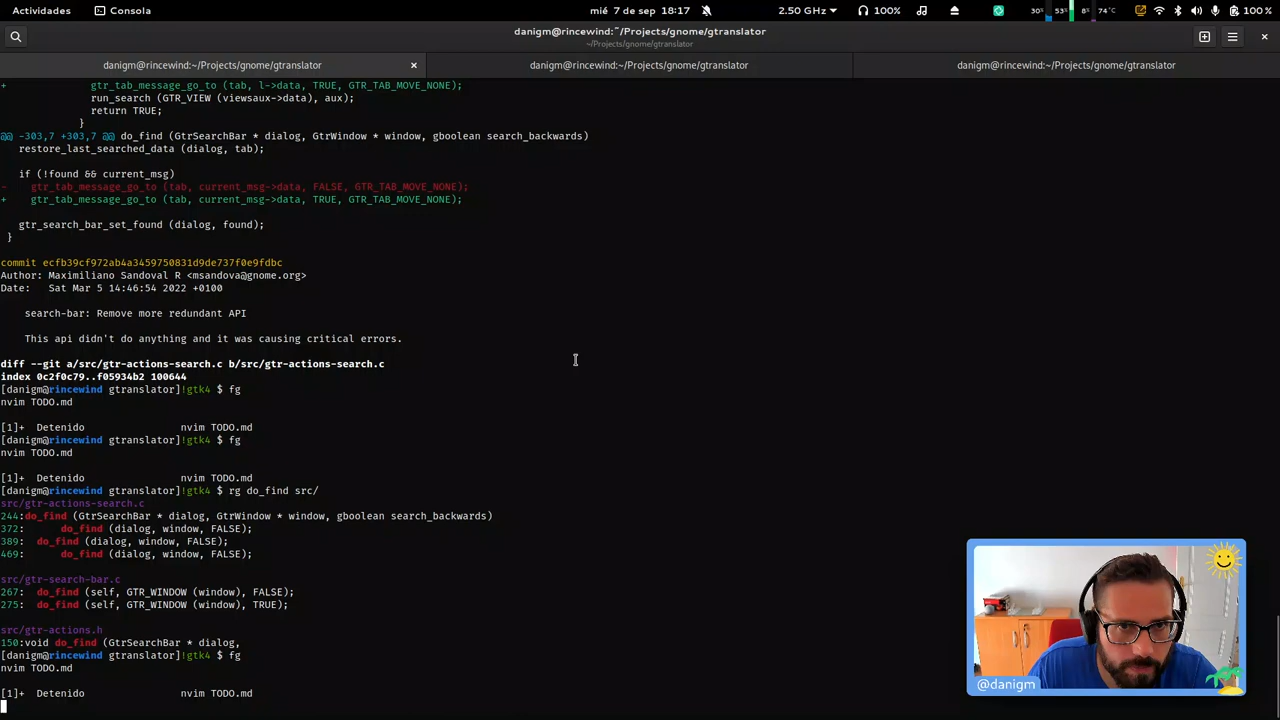 Actividades
Consola
mié 7 de sep 18:17
2.50 GHz
100%
30%
53%
8%
74°C
100 %
danigm@rincewind:~/Projects/gnome/gtranslator
~/Projects/gnome/gtranslator
danigm@rincewind:~/Projects/gnome/gtranslator
danigm@rincewind:~/Projects/gnome/gtranslator
danigm@rincewind:~/Projects/gnome/gtranslator
+ gtr_tab_message_go_to (tab, l->data, TRUE, GTR_TAB_MOVE_NONE);
run_search (GTR_VIEW (viewsaux->data), aux);
return TRUE;
}
@@ -303,7 +303,7 @@ do_find (GtrSearchBar * dialog, GtrWindow * window, gboolean search_backwards)
restore_last_searched_data (dialog, tab);
if (!found && current_msg)
- gtr_tab_message_go_to (tab, current_msg->data, FALSE, GTR_TAB_MOVE_NONE);
+ gtr_tab_message_go_to (tab, current_msg->data, TRUE, GTR_TAB_MOVE_NONE);
gtr_search_bar_set_found (dialog, found);
}
commit ecfb39cf972ab4a3459750831d9de737f0e9fdbc
Author: Maximiliano Sandoval R <msandova@gnome.org>
Date: Sat Mar 5 14:46:54 2022 +0100
search-bar: Remove more redundant API
This api didn't do anything and it was causing critical errors.
diff --git a/src/gtr-actions-search.c b/src/gtr-actions-search.c
index 0c2f0c79..f05934b2 100644
[danigm@rincewind gtranslator]!gtk4 $ fg
nvim TODO.md
[1]+ Detenido nvim TODO.md
[danigm@rincewind gtranslator]!gtk4 $ fg
nvim TODO.md
[1]+ Detenido nvim TODO.md
[danigm@rincewind gtranslator]!gtk4 $ rg do_find src/
src/gtr-actions-search.c
244:do_find (GtrSearchBar * dialog, GtrWindow * window, gboolean search_backwards)
372: do_find (dialog, window, FALSE);
389: do_find (dialog, window, FALSE);
469: do_find (dialog, window, FALSE);
src/gtr-search-bar.c
267: do_find (self, GTR_WINDOW (window), FALSE);
275: do_find (self, GTR_WINDOW (window), TRUE);
src/gtr-actions.h
150:void do_find (GtrSearchBar * dialog,
[danigm@rincewind gtranslator]!gtk4 $ fg
nvim TODO.md
[1]+ Detenido nvim TODO.md
@danigm